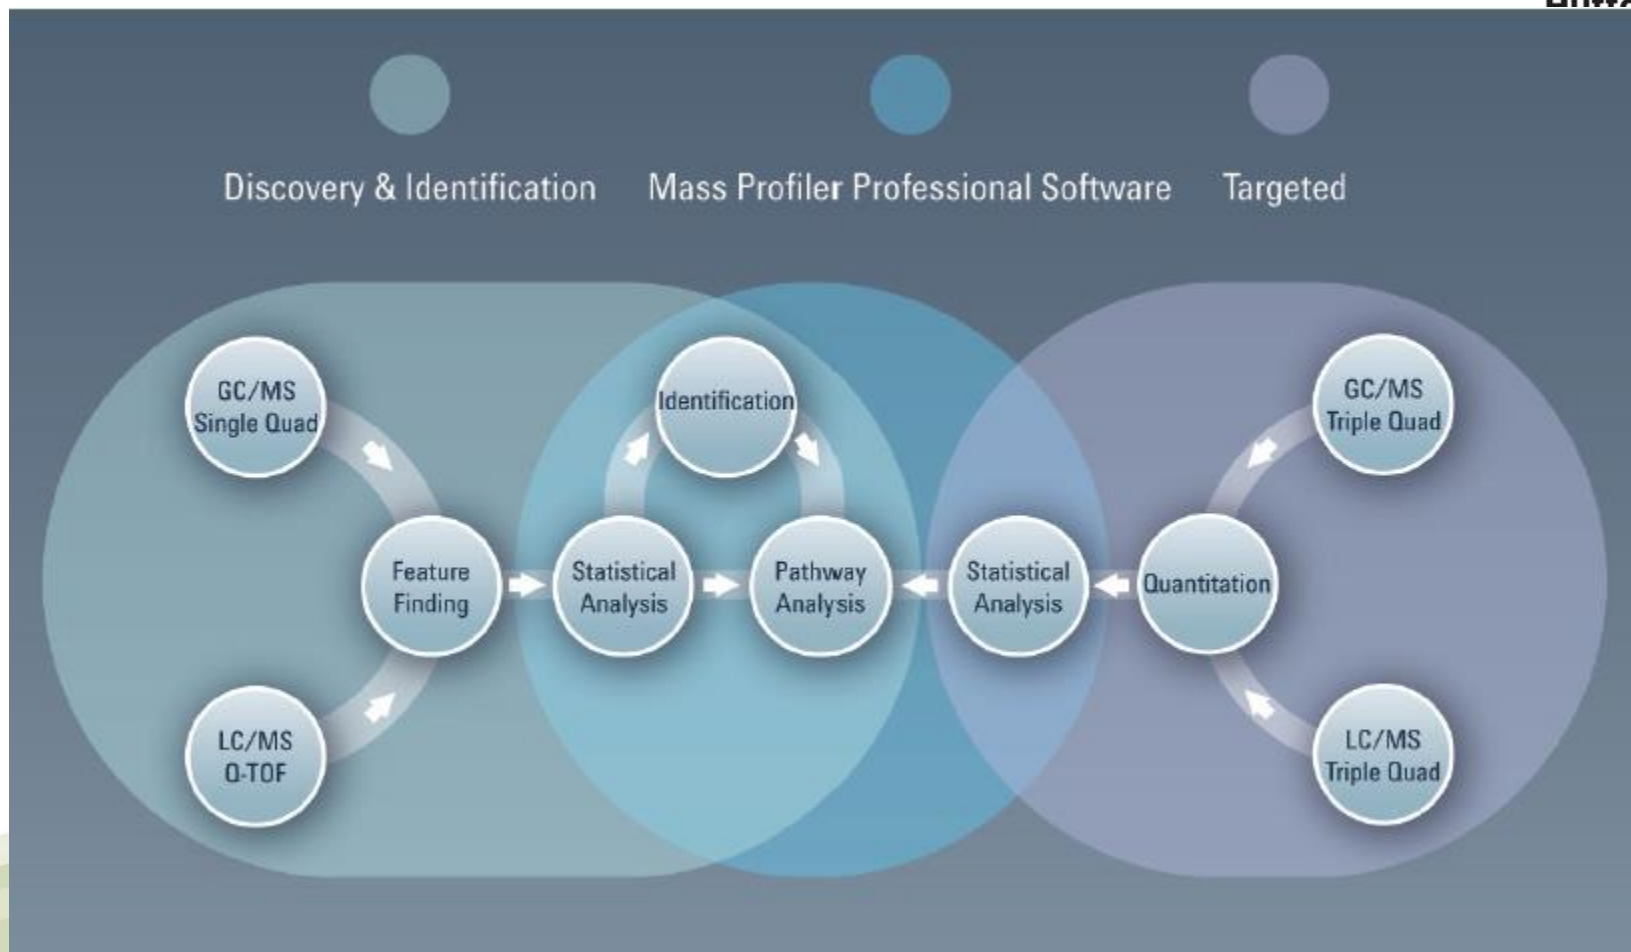 Discovery & Identification
Mass Profiler Professional Software
Targeted
GC/MS
Single Quad
Identification
GC/MS
Triple Quad
Feature
Finding
Statistical
Analysis
Pathway
Analysis
Statistical
Analysis
Quantitation
LC/MS
Q-TOF
LC/MS
Triple Quad